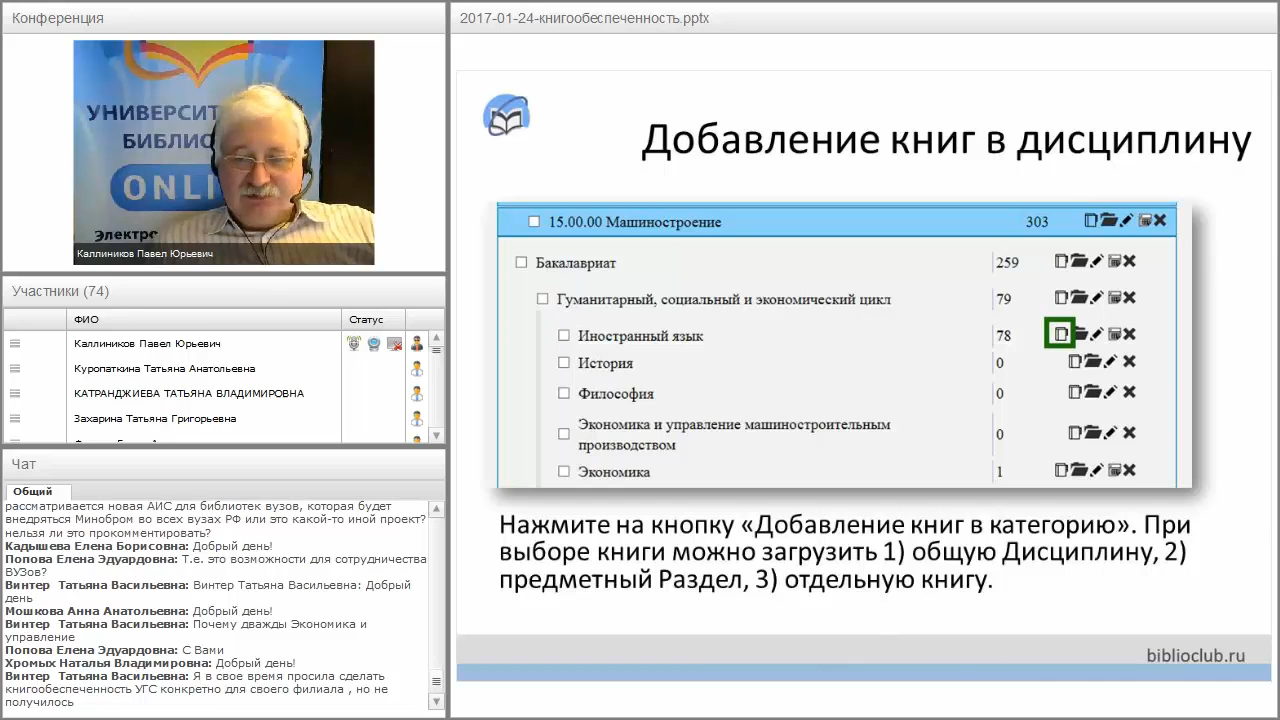 Конференция
УНИВЕРСИТ
БИБЛИО
ONLI
Электро
Каллиников Павел Юрьевич
Участники (74)
ФИО
Статус
Каллиников Павел Юрьевич
Куропаткина Татьяна Анатольевна
КАТРАНДЖИЕВА ТАТЬЯНА ВЛАДИМИРОВНА
Захарина Татьяна Григорьевна
Чат
Общий
рассматривается новая АИС для библиотек вузов, которая будет
внедряться Минобром во всех вузах РФ или это какой-то иной проект?
нельзя ли это прокомментировать?
Кадышева Елена Борисовна: Добрый день!
Попова Елена Эдуардовна: Т.е. это возможности для сотрудничества
ВУЗов?
Винтер Татьяна Васильевна: Винтер Татьяна Васильевна: Добрый
день
Мошкова Анна Анатольевна: Добрый день!
Винтер Татьяна Васильевна: Почему дважды Экономика и
управление
Попова Елена Эдуардовна: С Вами
Хромых Наталья Владимировна: Добрый день!
Винтер Татьяна Васильевна: Я в свое время просила сделать
книгообеспеченность УГС конкретно для своего филиала , но не
получилось
2017-01-24-книгообеспеченность.pptx
Добавление книг в дисциплину
15.00.00 Машиностроение 303
Бакалавриат 259
Гуманитарный, социальный и экономический цикл 79
Иностранный язык 78
История 0
Философия 0
Экономика и управление машиностроительным
производством 0
Экономика 1
Нажмите на кнопку «Добавление книг в категорию». При
выборе книги можно загрузить 1) общую Дисциплину, 2)
предметный Раздел, 3) отдельную книгу.
biblioclub.ru